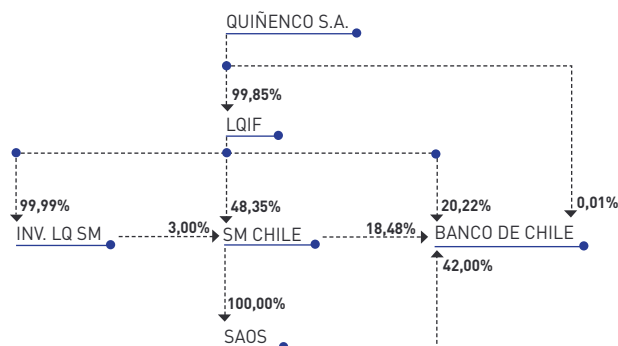 QUIÑENCO S.A.
99,85%
LQIF
99,99%
48,35%
20,22%
0,01%
INV. LQ SM
3,00%
SM CHILE
18,48%
BANCO DE CHILE
42,00%
100,00%
SAOS